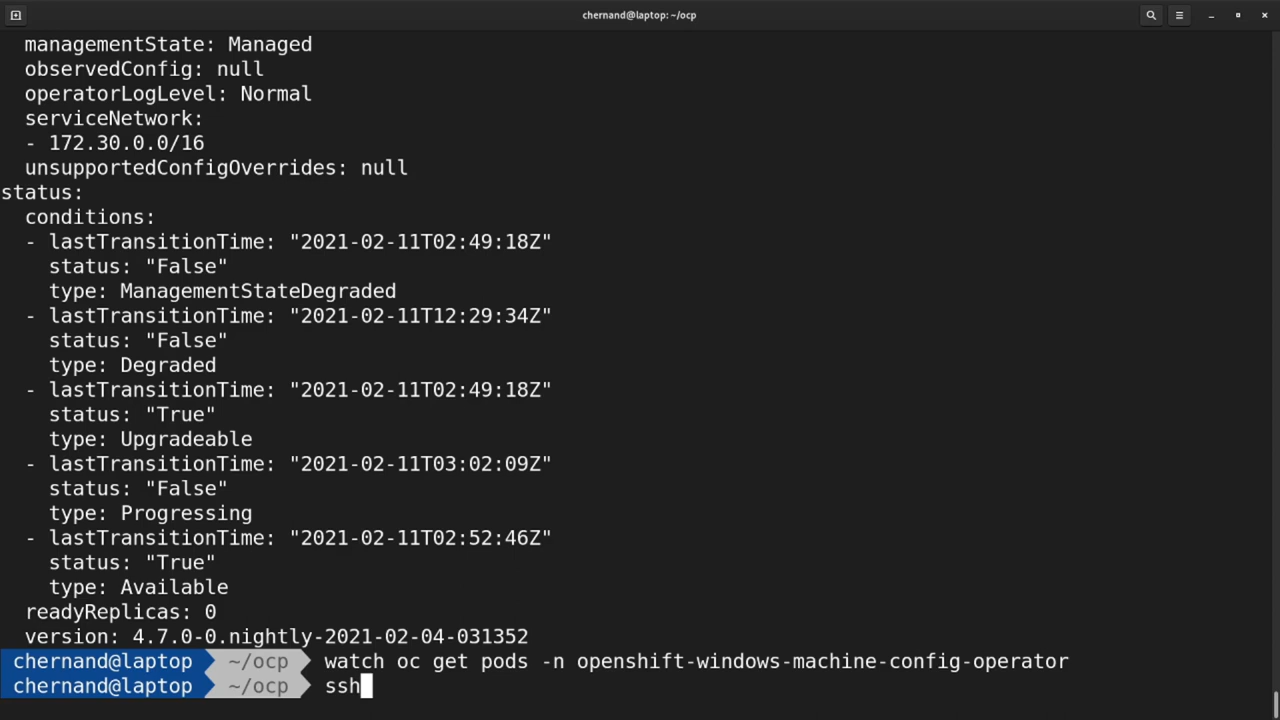 chernand@laptop: ~/ocp
managementState: Managed
observedConfig: null
operatorLogLevel: Normal
serviceNetwork:
- 172.30.0.0/16
unsupportedConfigOverrides: null
status:
conditions:
- lastTransitionTime: "2021-02-11T02:49:18Z"
status: "False"
type: ManagementStateDegraded
- lastTransitionTime: "2021-02-11T12:29:34Z"
status: "False"
type: Degraded
- lastTransitionTime: "2021-02-11T02:49:18Z"
status: "True"
type: Upgradeable
- lastTransitionTime: "2021-02-11T03:02:09Z"
status: "False"
type: Progressing
- lastTransitionTime: "2021-02-11T02:52:46Z"
status: "True"
type: Available
readyReplicas: 0
version: 4.7.0-0.nightly-2021-02-04-031352
chernand@laptop ~/ocp watch oc get pods -n openshift-windows-machine-config-operator
chernand@laptop ~/ocp ssh